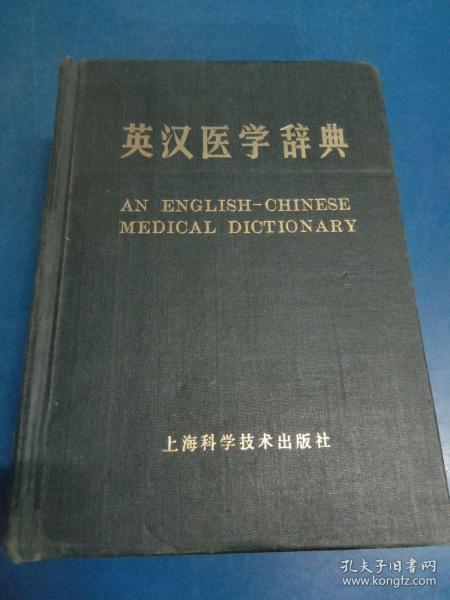 英汉医学辞典
AN ENGLISH-CHINESE
MEDICAL DICTIONARY
上海科学技术出版社
孔夫子旧书网
www.kongfz.com